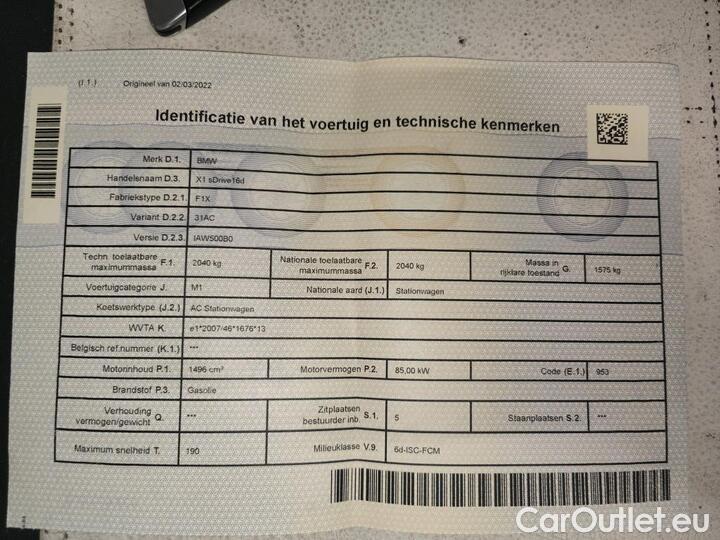 (I.1.) Origineel van 02/03/2022
Identificatie van het voertuig en technische kenmerken
Merk D.1. BMW
Handelsnaam D.3. X1 sDrive16d
Fabriekstype D.2.1. F1X
Variant D.2.2. 31AC
Versie D.2.3. IAW500B0
Techn. toelaatbare maximummassa F.1. 2040 kg Nationale toelaatbare maximummassa F.2. 2040 kg Massa in rijklare toestand G. 1575 kg
Voertuigcategorie J. M1 Nationale aard (J.1.) Stationwagen
Koetswerktype (J.2.) AC Stationwagen
WVTA K. e1*2007/46*1676*13
Belgisch ref.nummer (K.1.) ***
Motorinhoud P.1. 1496 cm³ Motorvermogen P.2. 85,00 kW Code (E.1.) 953
Brandstof P.3. Gasolie
Verhouding vermogen/gewicht Q. *** Zitplaatsen bestuurder inb. S.1. 5 Staanplaatsen S.2. ***
Maximum snelheid T. 190 Milieuklasse V.9. 6d-ISC-FCM
CarOutlet.eu